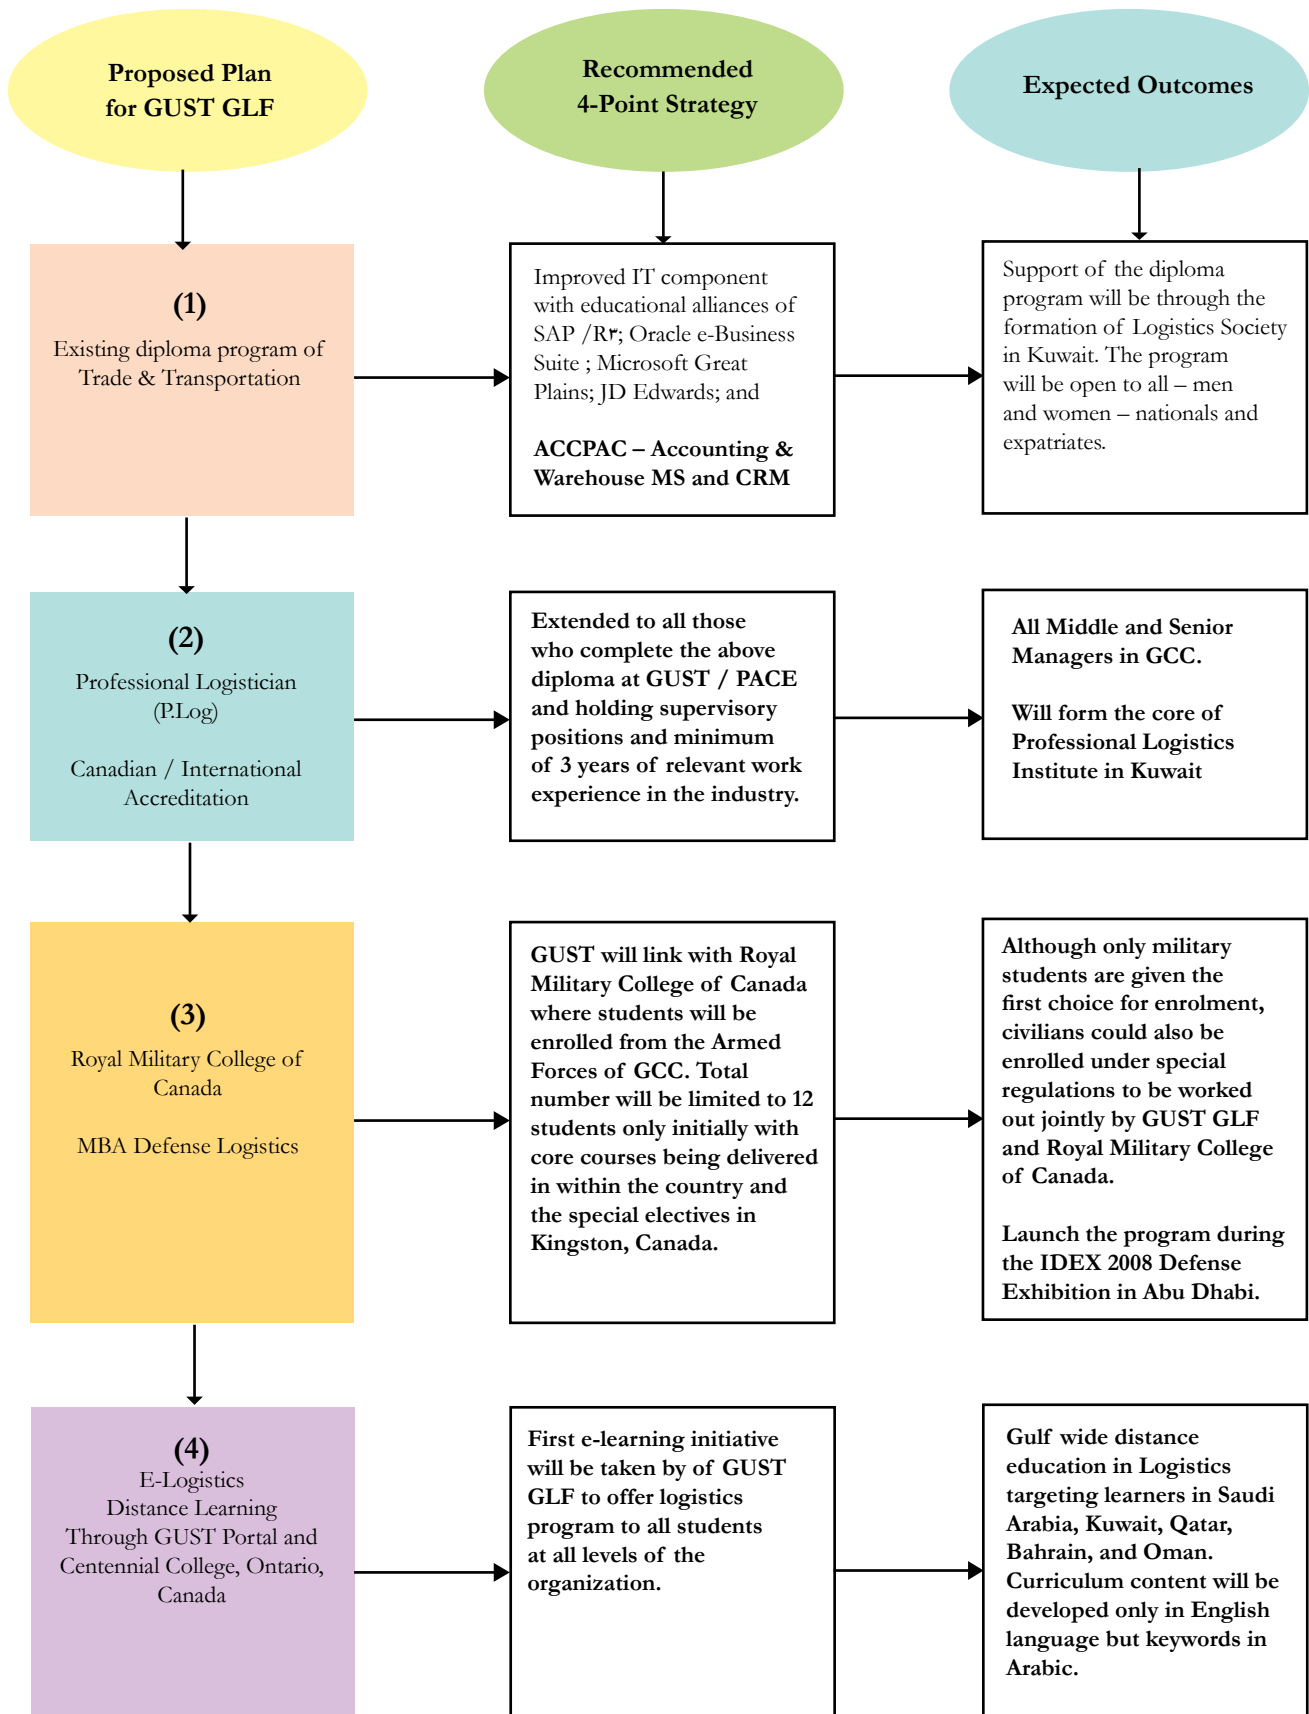 Proposed Plan
for GUST GLF
Recommended
4-Point Strategy
Expected Outcomes
(1)
Existing diploma program of
Trade & Transportation
Improved IT component
with educational alliances of
SAP /R۳; Oracle e-Business
Suite ; Microsoft Great
Plains; JD Edwards; and
ACCPAC – Accounting &
Warehouse MS and CRM
Support of the diploma
program will be through the
formation of Logistics Society
in Kuwait. The program
will be open to all – men
and women – nationals and
expatriates.
(2)
Professional Logistician
(P.Log)
Canadian / International
Accreditation
Extended to all those
who complete the above
diploma at GUST / PACE
and holding supervisory
positions and minimum
of 3 years of relevant work
experience in the industry.
All Middle and Senior
Managers in GCC.
Will form the core of
Professional Logistics
Institute in Kuwait
(3)
Royal Military College of
Canada
MBA Defense Logistics
GUST will link with Royal
Military College of Canada
where students will be
enrolled from the Armed
Forces of GCC. Total
number will be limited to 12
students only initially with
core courses being delivered
in within the country and
the special electives in
Kingston, Canada.
Although only military
students are given the
first choice for enrolment,
civilians could also be
enrolled under special
regulations to be worked
out jointly by GUST GLF
and Royal Military College
of Canada.
Launch the program during
the IDEX 2008 Defense
Exhibition in Abu Dhabi.
(4)
E-Logistics
Distance Learning
Through GUST Portal and
Centennial College, Ontario,
Canada
First e-learning initiative
will be taken by of GUST
GLF to offer logistics
program to all students
at all levels of the
organization.
Gulf wide distance
education in Logistics
targeting learners in Saudi
Arabia, Kuwait, Qatar,
Bahrain, and Oman.
Curriculum content will be
developed only in English
language but keywords in
Arabic.